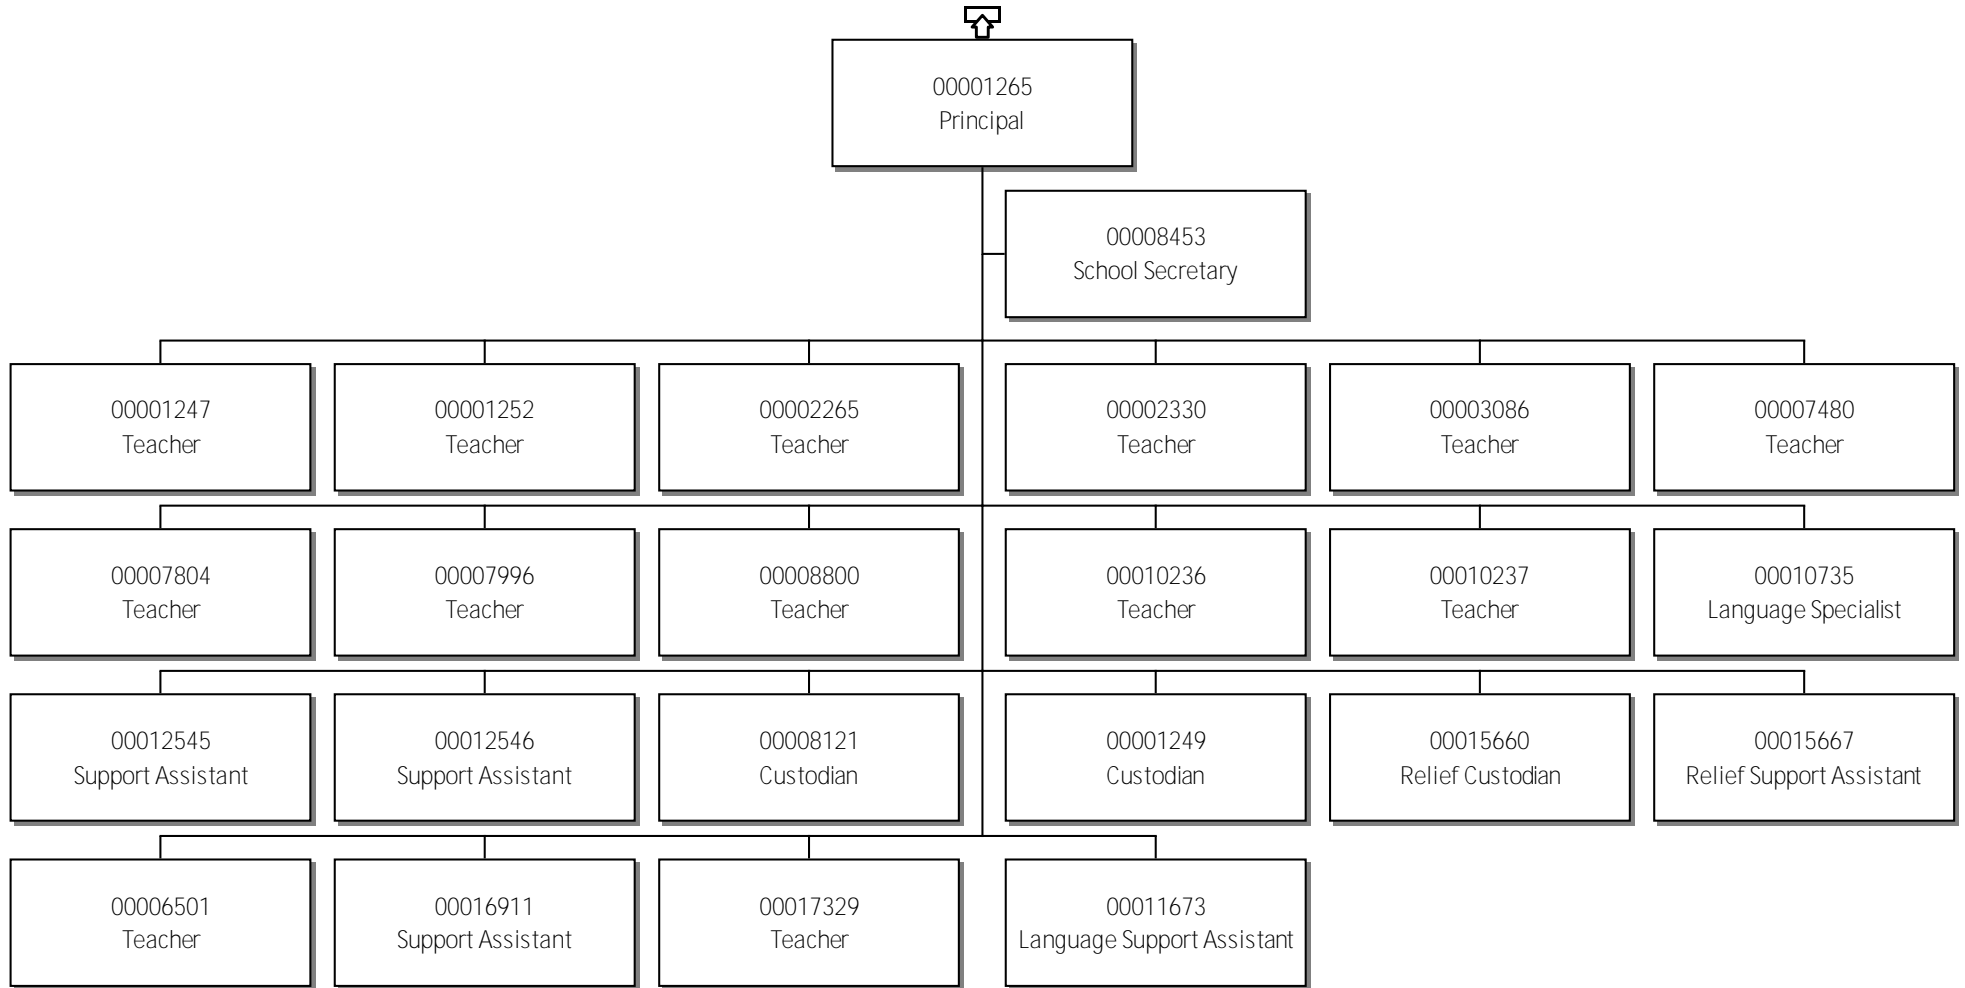 00001265
Principal
00008453
School Secretary
00001247
Teacher
00001252
Teacher
00002265
Teacher
00002330
Teacher
00003086
Teacher
00007480
Teacher
00007804
Teacher
00007996
Teacher
00008800
Teacher
00010236
Teacher
00010237
Teacher
00010735
Language Specialist
00012545
Support Assistant
00012546
Support Assistant
00008121
Custodian
00001249
Custodian
00015660
Relief Custodian
00015667
Relief Support Assistant
00006501
Teacher
00016911
Support Assistant
00017329
Teacher
00011673
Language Support Assistant